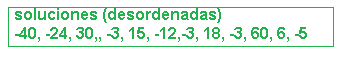 soluciones (desordenadas)
-40, -24, 30,, -3, 15, -12,-3, 18, -3, 60, 6, -5